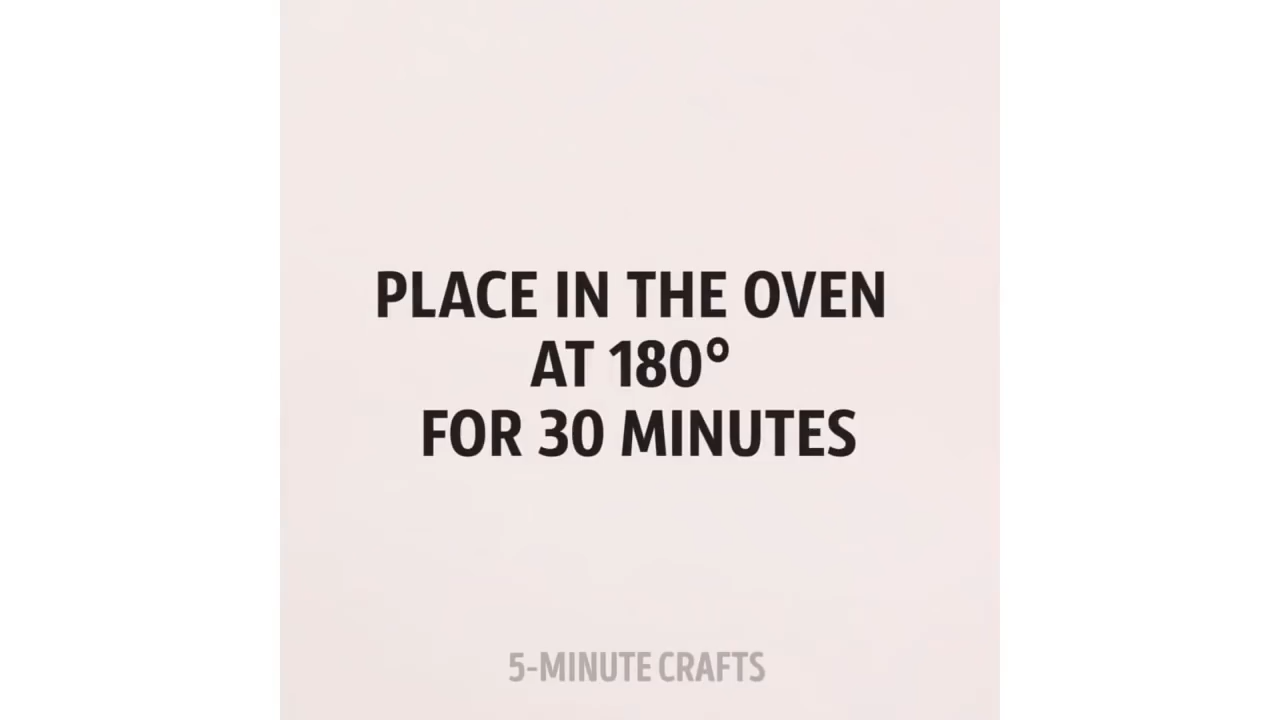 PLACE IN THE OVEN
AT 180°
FOR 30 MINUTES
5-MINUTE CRAFTS